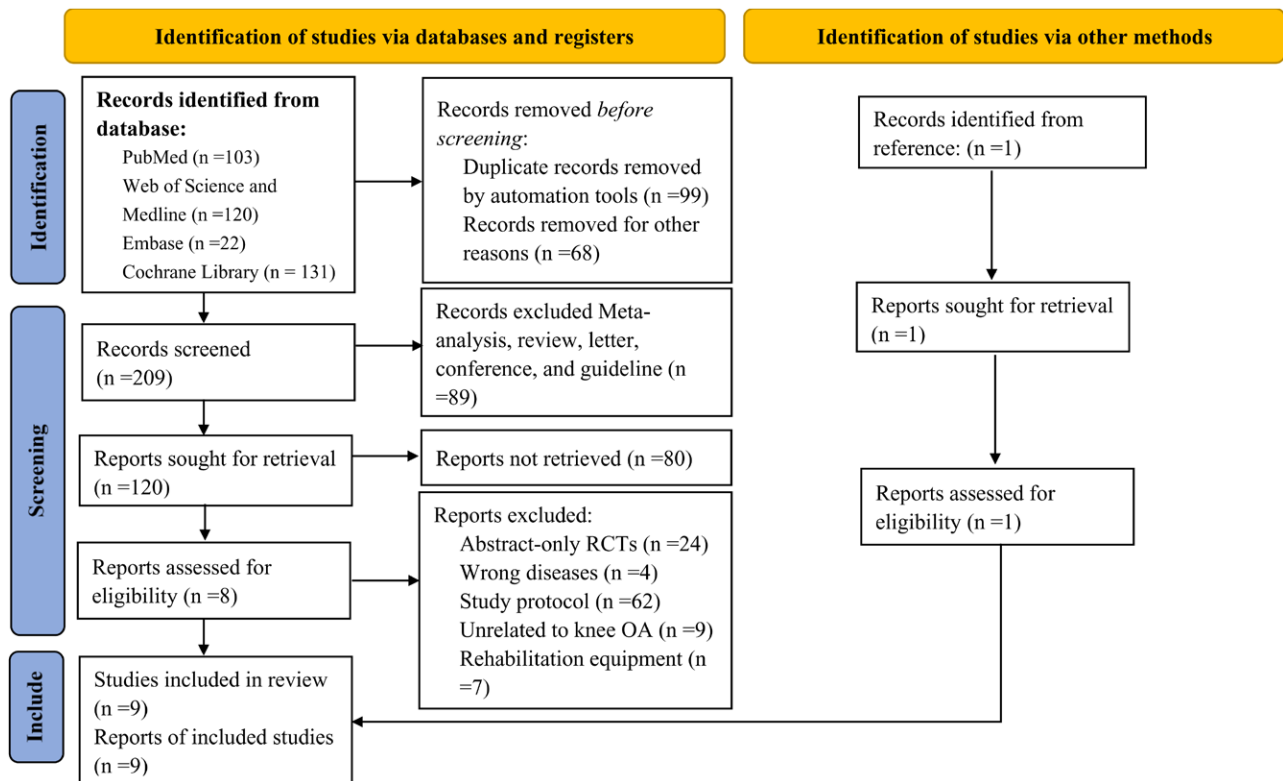 Identification of studies via databases and registers
Identification of studies via other methods
Identification
Records identified from
database:
PubMed (n =103)
Web of Science and
Medline (n =120)
Embase (n =22)
Cochrane Library (n = 131)
Records removed before
screening:
Duplicate records removed
by automation tools (n =99)
Records removed for other
reasons (n =68)
Records identified from
reference: (n =1)
Screening
Records screened
(n =209)
Records excluded Meta-
analysis, review, letter,
conference, and guideline (n
=89)
Reports sought for retrieval
(n =1)
Reports sought for retrieval
(n =120)
Reports not retrieved (n =80)
Reports assessed for
eligibility (n =8)
Reports excluded:
Abstract-only RCTs (n =24)
Wrong diseases (n =4)
Study protocol (n =62)
Unrelated to knee OA (n =9)
Rehabilitation equipment (n
=7)
Reports assessed for
eligibility (n =1)
Include
Studies included in review
(n =9)
Reports of included studies
(n =9)